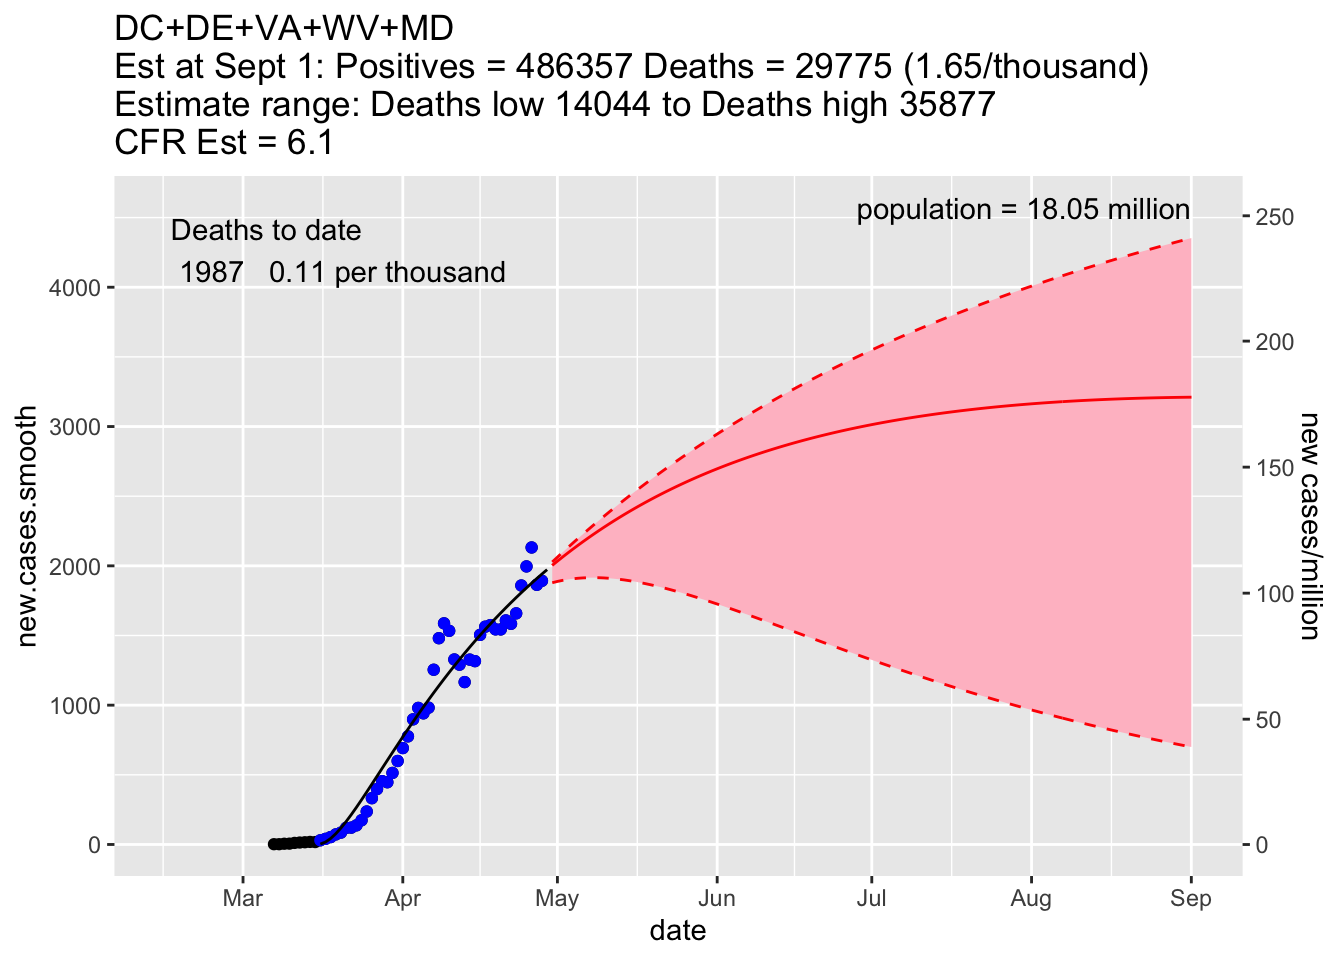 DC+DE+VA+WV+MD
Est at Sept 1: Positives = 486357 Deaths = 29775 (1.65/thousand)
Estimate range: Deaths low 14044 to Deaths high 35877
CFR Est = 6.1
population = 18.05 million
Deaths to date
1987 0.11 per thousand
new.cases.smooth
4000
3000
2000
1000
0
250
200
150
100
50
0
new cases/million
Mar Apr May Jun Jul Aug Sep
date